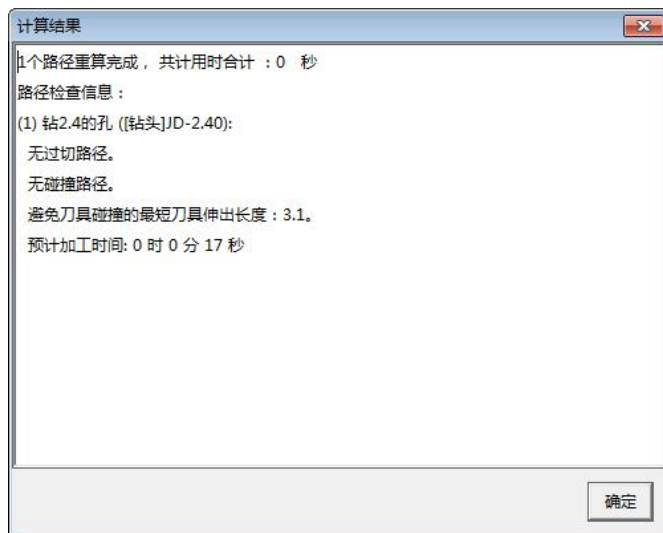 计算结果
1个路径重算完成，共计用时合计：0 秒
路径检查信息：
(1) 钻2.4的孔 ([钻头]JD-2.40):
无过切路径。
无碰撞路径。
避免刀具碰撞的最短刀具伸出长度：3.1。
预计加工时间: 0 时 0 分 17 秒
确定